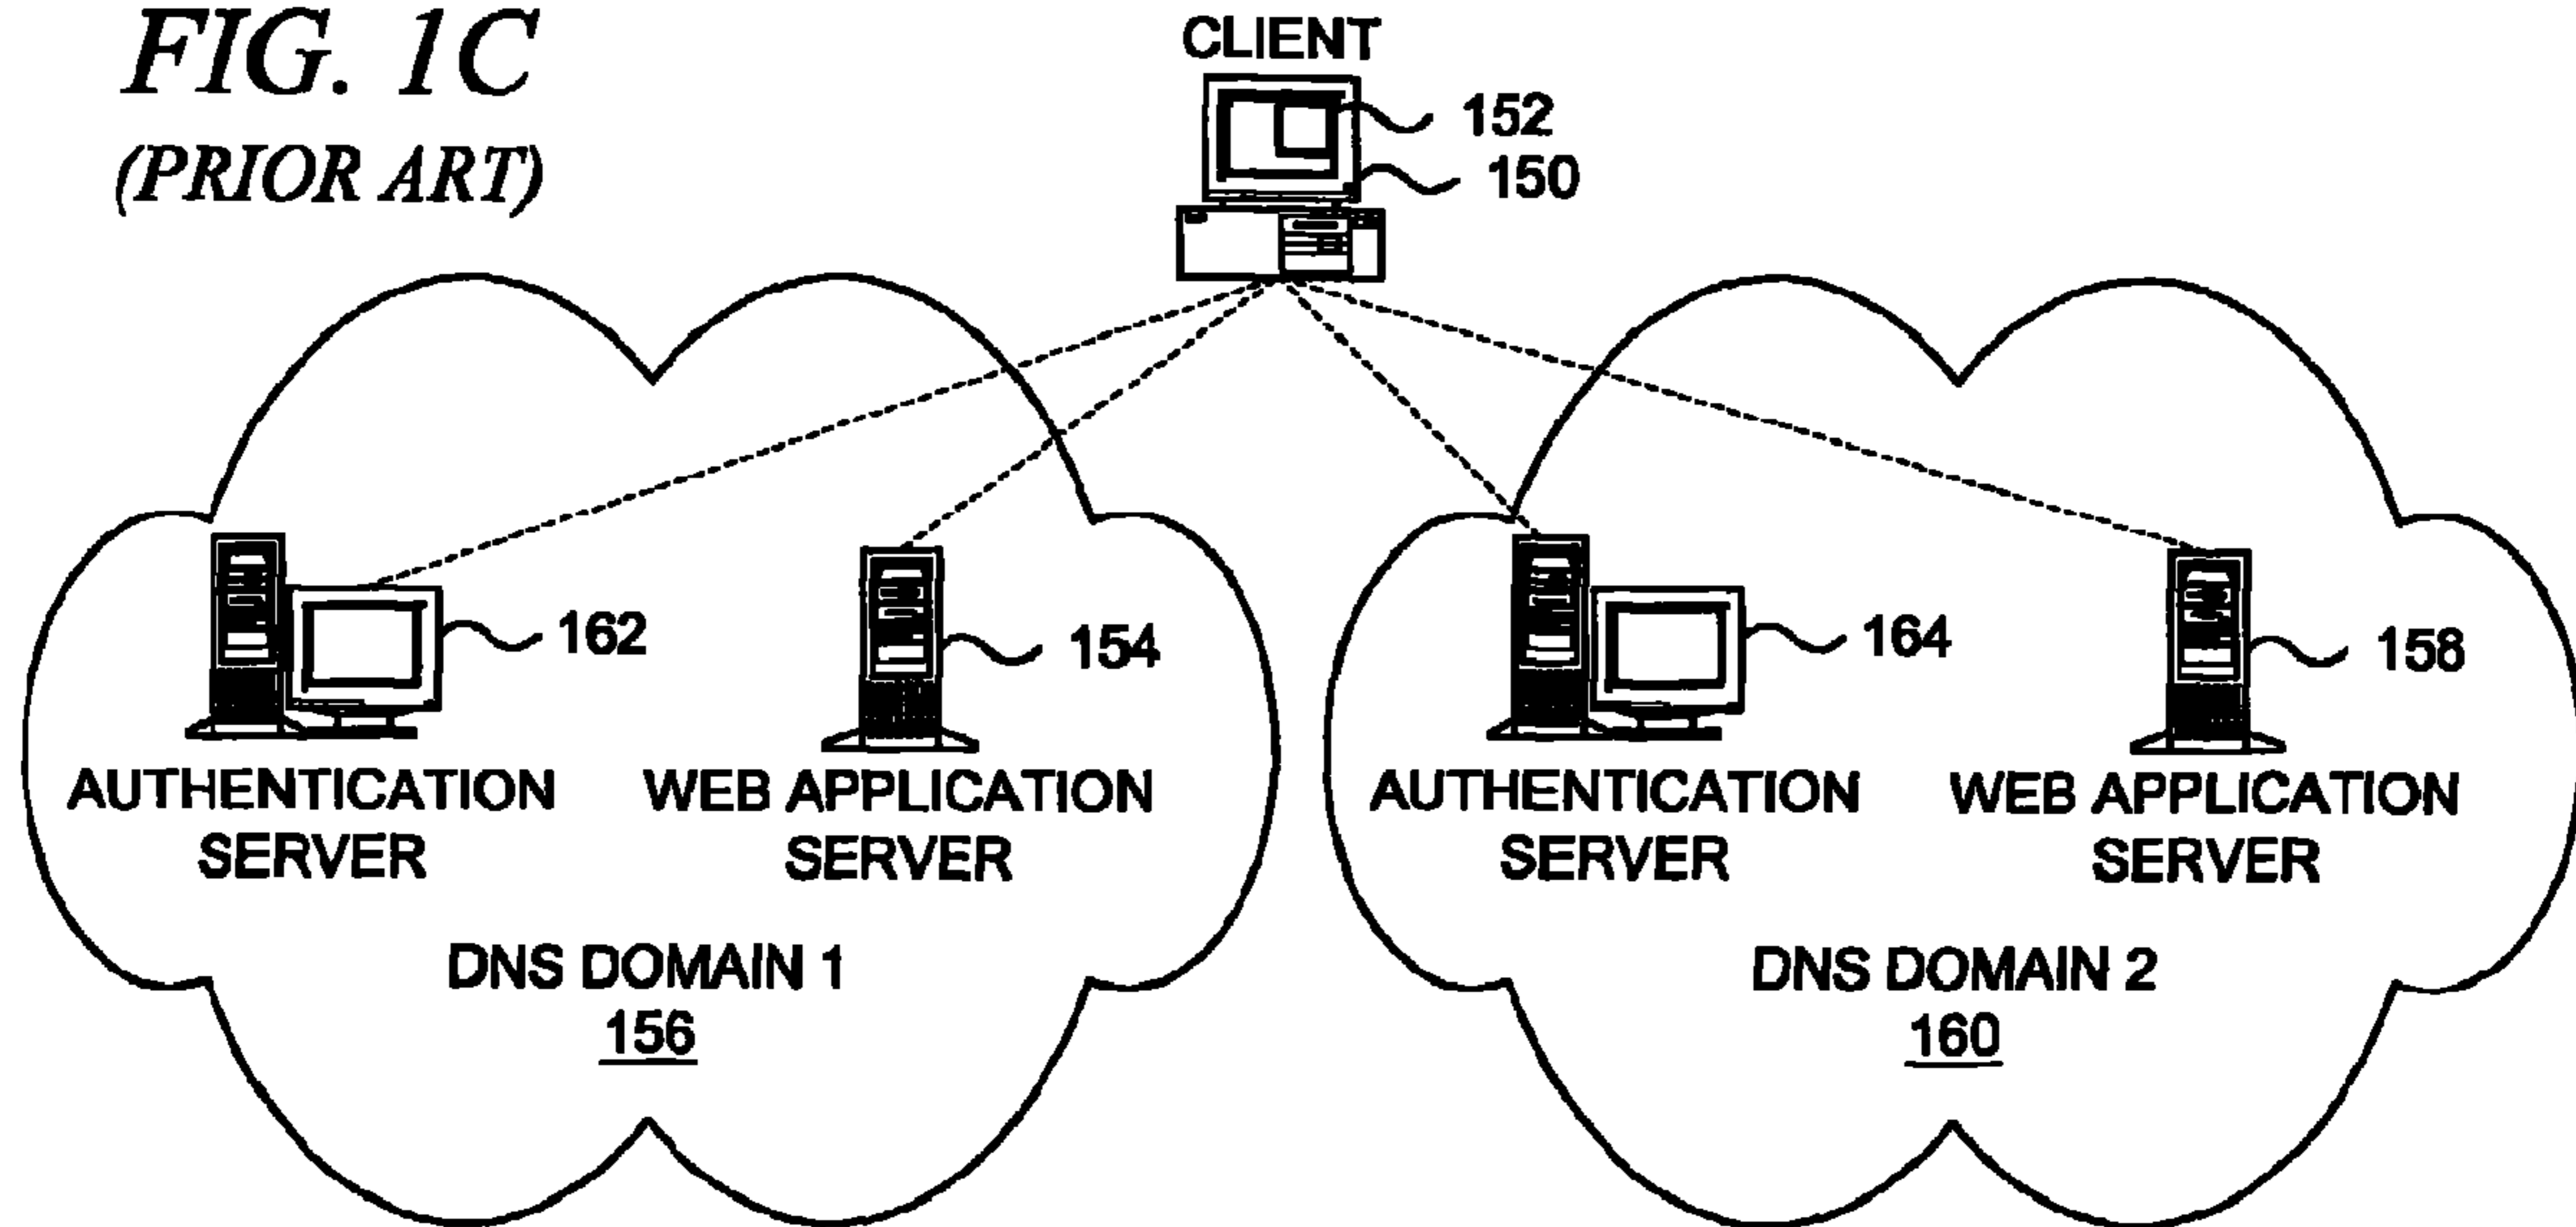 FIG. 1C
(PRIOR ART)
CLIENT
152
150
162
154
164
158
AUTHENTICATION
SERVER
WEB APPLICATION
SERVER
AUTHENTICATION
SERVER
WEB APPLICATION
SERVER
DNS DOMAIN 1
156
DNS DOMAIN 2
160